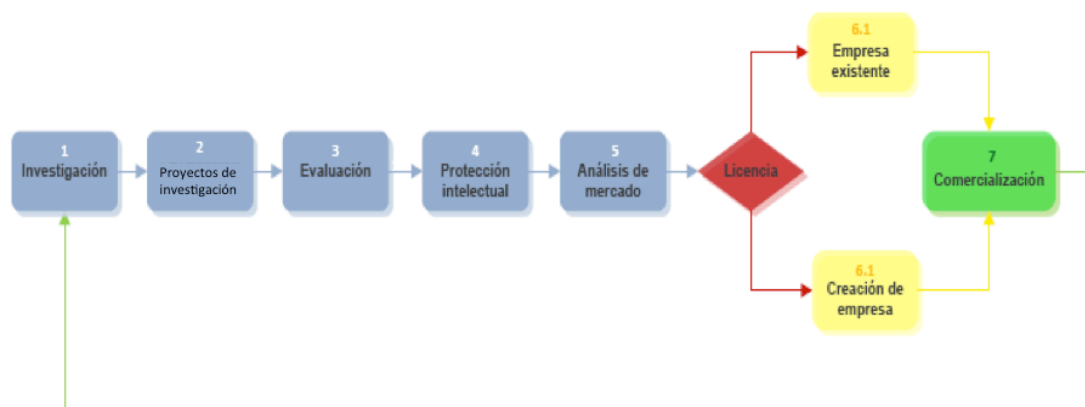 1
Investigación
2
Proyectos de
investigación
3
Evaluación
4
Protección
intelectual
5
Análisis de
mercado
Licencia
6.1
Empresa
existente
6.1
Creación de
empresa
7
Comercialización